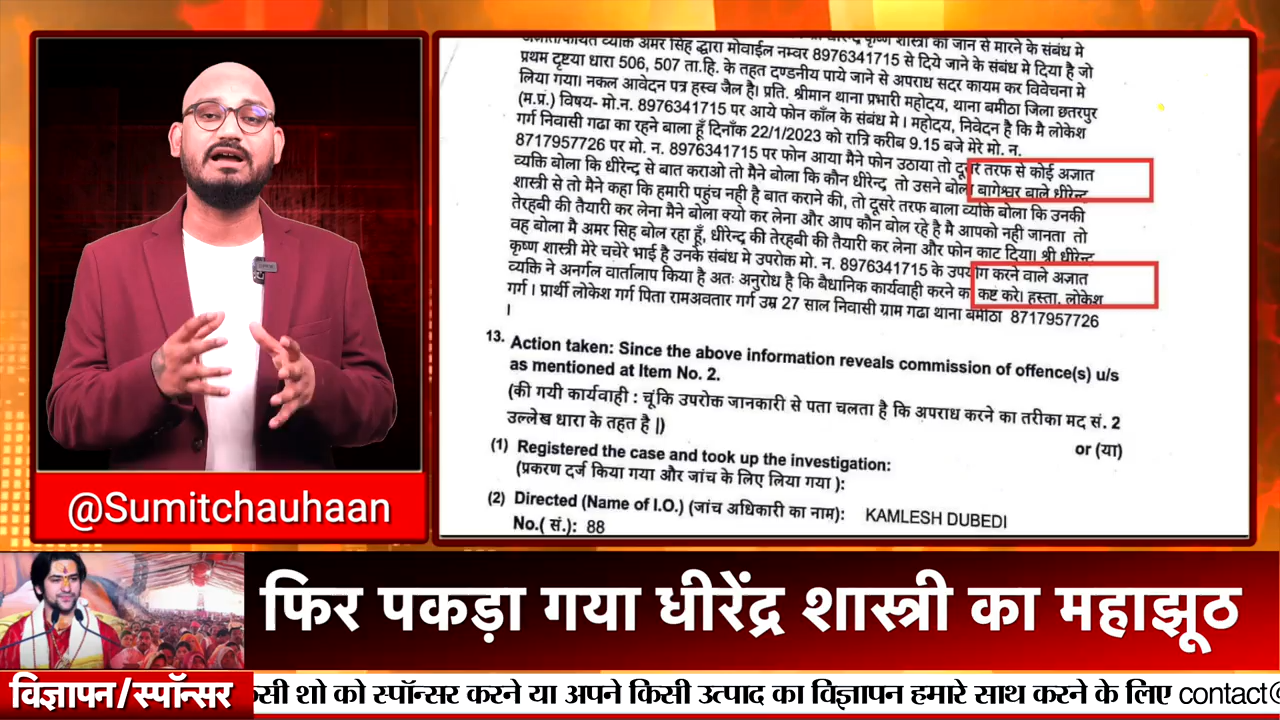 प्रथम दृष्टया धारा 506, 507 ता.हि. के तहत दण्डनीय पाये जाने से अपराध सदर कायम कर विवेचना मे
लिया गया। नकल आवेदन पत्र हस्व जैल है। प्रति. श्रीमान थाना प्रभारी महोदय, थाना बमीठा जिला छतरपुर
(म.प्र.) विषय- मो.न. 8976341715 पर आये फोन कॉल के संबंध मे । महोदय, निवेदन है कि मै लोकेश
गर्ग निवासी गढा का रहने बाला हूँ दिनाँक 22/1/2023 को रात्रि करीब 9.15 बजे मेरे मो. न.
8717957726 पर मो. न. 8976341715 पर फोन आया मैने फोन उठाया तो दूसरे तरफ से कोई अज्ञात
व्यक्ति बोला कि धीरेन्द्र से बात कराओ तो मैने बोला कि कौन धीरेन्द्र तो उसने बोला बागेश्वर बाले धीरेन्द्र
शास्त्री से तो मैने कहा कि हमारी पहुंच नही है बात कराने की, तो दूसरे तरफ बाला व्यक्ति बोला कि उनकी
तेरहबी की तैयारी कर लेना मैने बोला क्यो कर लेना और आप कौन बोल रहे है मै आपको नही जानता तो
वह बोला मै अमर सिह बोल रहा हूँ, धीरेन्द्र की तेरहबी की तैयारी कर लेना और फोन काट दिया। श्री धीरेन्द्र
कृष्ण शास्त्री मेरे चचेरे भाई है उनके संबंध मे उपरोक्त मो. न. 8976341715 के उपयोग करने वाले अज्ञात
व्यक्ति ने अनर्गल वार्तालाप किया है अतः अनुरोध है कि बैधानिक कार्यवाही करने का कष्ट करे। हस्ता. लोकेश
गर्ग । प्रार्थी लोकेश गर्ग पिता रामअवतार गर्ग उम्र 27 साल निवासी ग्राम गढा थाना बमीठा 8717957726
।
13. Action taken: Since the above information reveals commission of offence(s) u/s
as mentioned at Item No. 2.
(की गयी कार्यवाही : चूंकि उपरोक्त जानकारी से पता चलता है कि अपराध करने का तरीका मद सं. 2
उल्लेख धारा के तहत है |)
or (या)
(1) Registered the case and took up the investigation:
(प्रकरण दर्ज किया गया और जांच के लिए लिया गया ):
(2) Directed (Name of I.O.) (जांच अधिकारी का नाम): KAMLESH DUBEDI
No.( सं.): 88
@Sumitchauhaan
फिर पकड़ा गया धीरेंद्र शास्त्री का महाझूठ
विज्ञापन/स्पॉन्सर
शो को स्पॉन्सर करने या अपने किसी उत्पाद का विज्ञापन हमारे साथ करने के लिए contact@